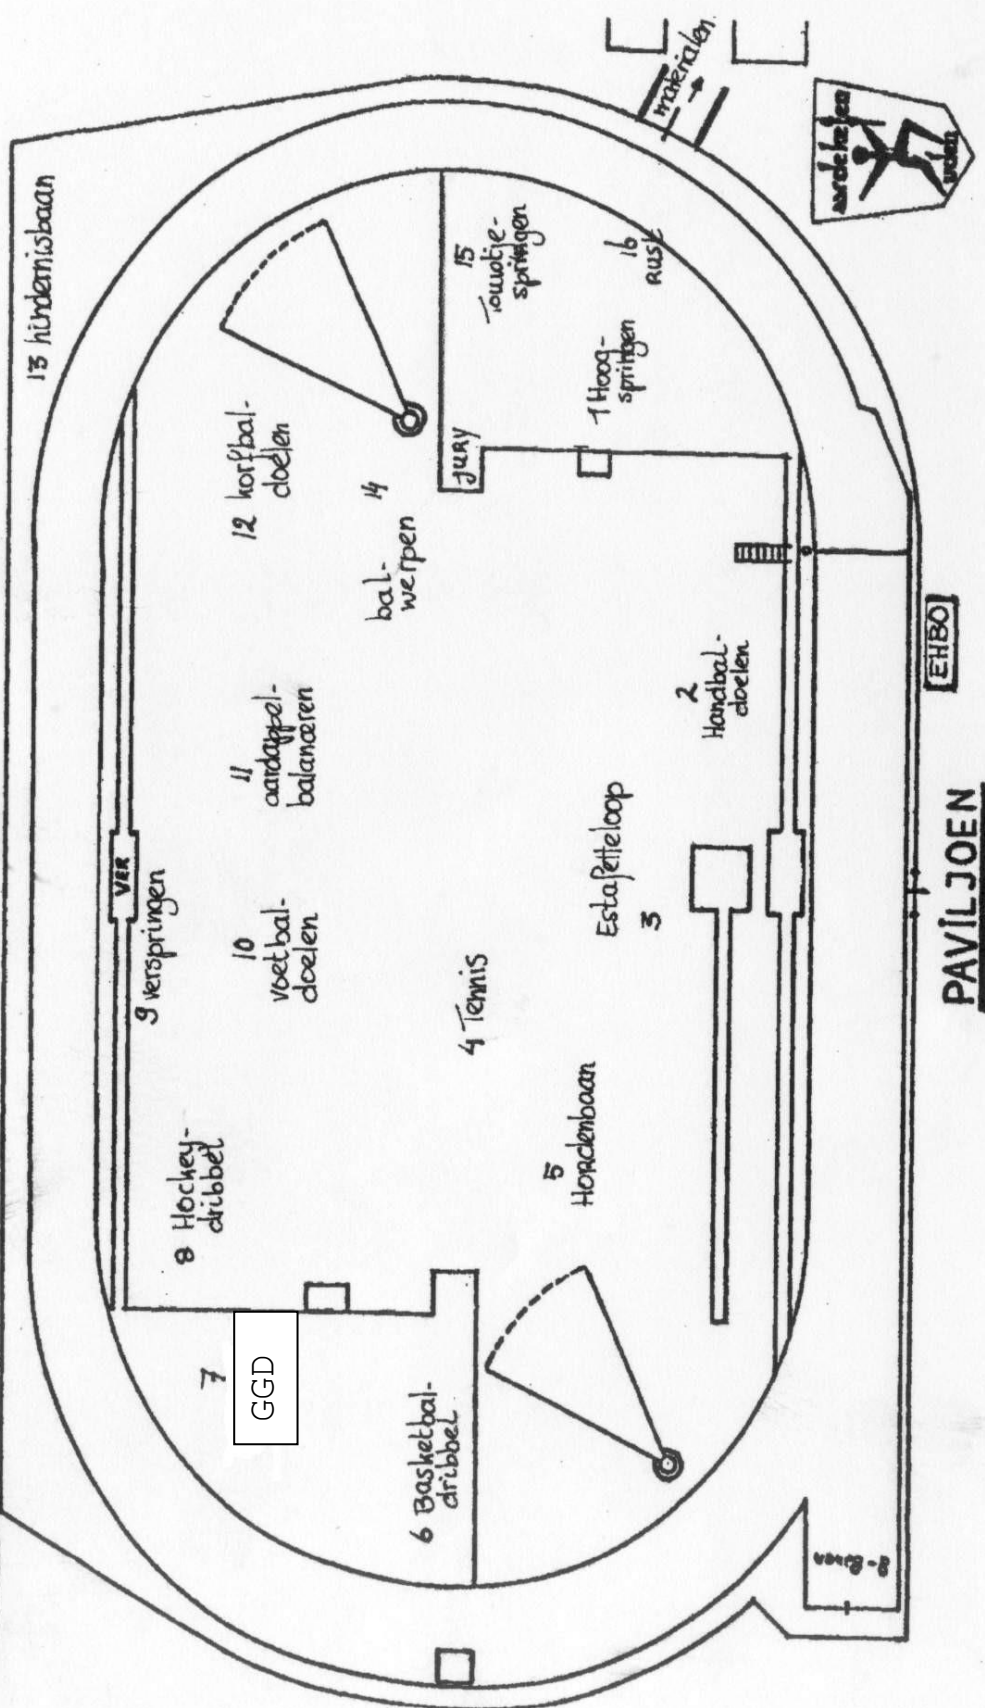 13 hindernisbaan
materialen
15
Touwtje-
springen
16
RUST
1 Hoog-
springen
JURY
12 korfbal-
doelen
14
bal-
werpen
2
Handbal-
doelen
EHBO
11
aardappel-
balanceren
VER
9 verspringen
10
voetbal-
doelen
Estafetteloop
3
4 Tennis
PAVILJOEN
8 Hockey-
dribbel
5
Hordenbaan
7
GGD
6 Basketbal-
dribbel